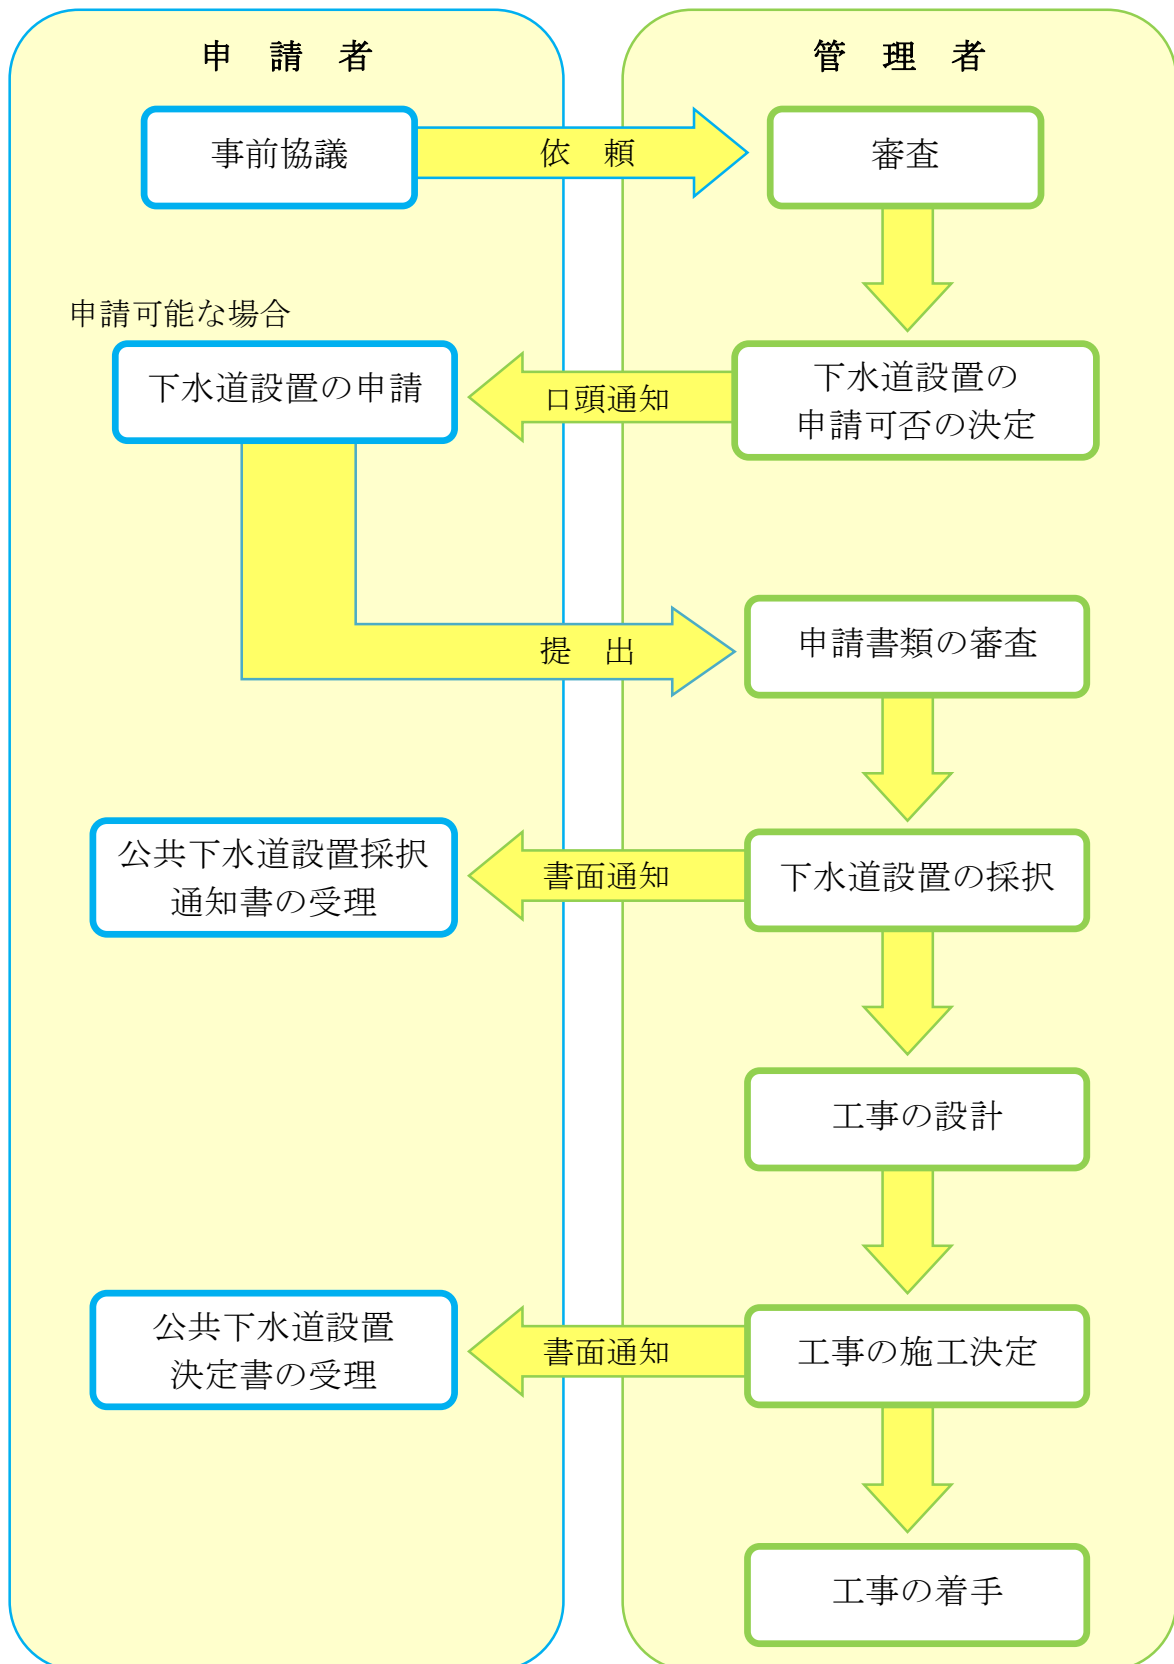 申　請　者
管　理　者
事前協議
依　頼
審査
申請可能な場合
下水道設置の申請
口頭通知
下水道設置の
申請可否の決定
提　出
申請書類の審査
公共下水道設置採択
通知書の受理
書面通知
下水道設置の採択
工事の設計
公共下水道設置
決定書の受理
書面通知
工事の施工決定
工事の着手